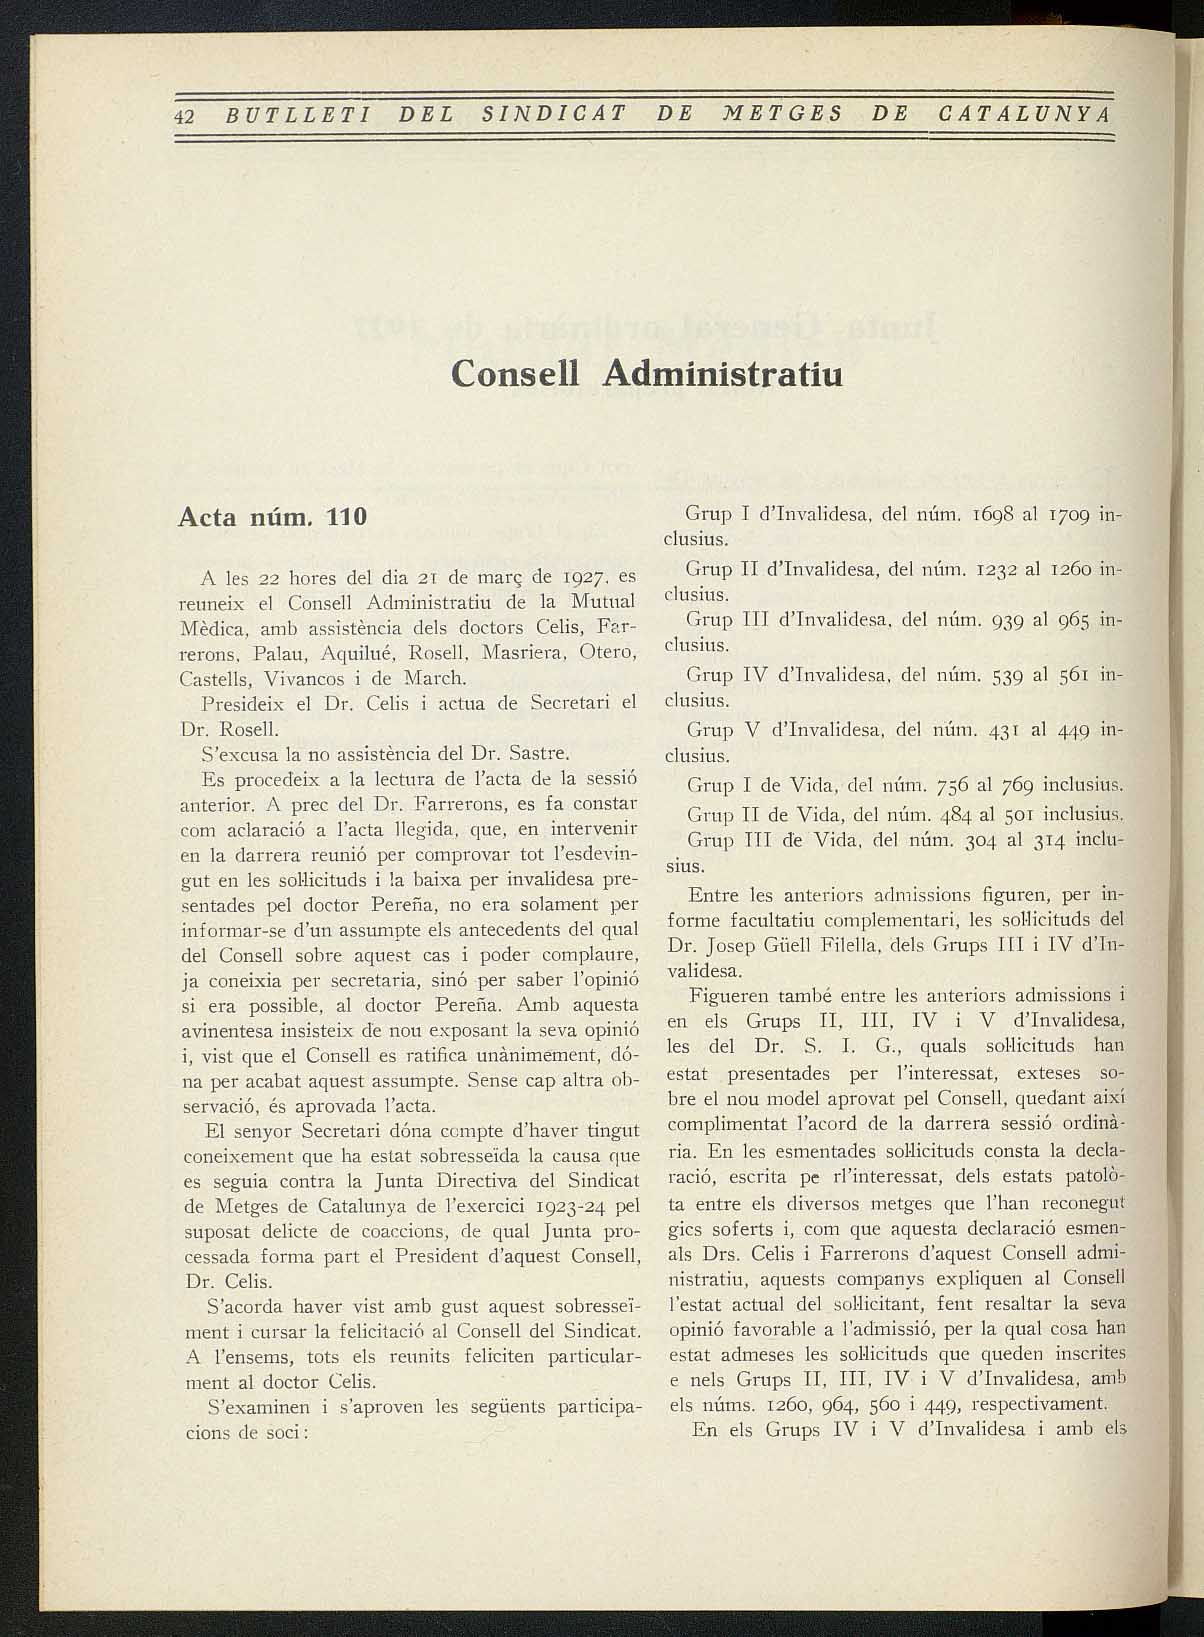 42 BUTLLETI DEL SINDICAT DE METGES DE CATALUNYA
Consell Administratiu
Acta núm. 110
A les 22 hores del dia 21 de març de 1927, es
reuneix el Consell Administratiu de la Mutual
Mèdica, amb assistència dels doctors Celis, Far-
rerons, Palau, Aquilué, Rosell, Masriera, Otero,
Castells, Vivancos i de March.
Presideix el Dr. Celis i actua de Secretari el
Dr. Rosell.
S'excusa la no assistència del Dr. Sastre.
Es procedeix a la lectura de l'acta de la sessió
anterior. A prec del Dr. Farrerons, es fa constar
com aclaració a l'acta llegida, que, en intervenir
en la darrera reunió per comprovar tot l'esdevin-
gut en les sol·licituds i la baixa per invalidesa pre-
sentades pel doctor Pereña, no era solament per
informar-se d'un assumpte els antecedents del qual
del Consell sobre aquest cas i poder complaure,
ja coneixia per secretaria, sinó per saber l'opinió
si era possible, al doctor Pereña. Amb aquesta
avinentesa insisteix de nou exposant la seva opinió
i, vist que el Consell es ratifica unànimement, dó-
na per acabat aquest assumpte. Sense cap altra ob-
servació, és aprovada l'acta.
El senyor Secretari dóna compte d'haver tingut
coneixement que ha estat sobresseïda la causa que
es seguia contra la Junta Directiva del Sindicat
de Metges de Catalunya de l'exercici 1923-24 pel
suposat delicte de coaccions, de qual Junta pro-
cessada forma part el President d'aquest Consell,
Dr. Celis.
S'acorda haver vist amb gust aquest sobresseï-
ment i cursar la felicitació al Consell del Sindicat.
A l'ensems, tots els reunits feliciten particular-
ment al doctor Celis.
S'examinen i s'aproven les següents participa-
cions de soci:
Grup I d'Invalidesa, del núm. 1698 al 1709 in-
clusius.
Grup II d'Invalidesa, del núm. 1232 al 1260 in-
clusius.
Grup III d'Invalidesa, del núm. 939 al 965 in-
clusius.
Grup IV d'Invalidesa, del núm. 539 al 561 in-
clusius.
Grup V d'Invalidesa, del núm. 431 al 449 in-
clusius.
Grup I de Vida, del núm. 756 al 769 inclusius.
Grup II de Vida, del núm. 484 al 501 inclusius.
Grup III de Vida, del núm. 304 al 314 inclu-
sius.
Entre les anteriors admissions figuren, per in-
forme facultatiu complementari, les sol·licituds del
Dr. Josep Güell Filella, dels Grups III i IV d'In-
validesa.
Figueren també entre les anteriors admissions i
en els Grups II, III, IV i V d'Invalidesa,
les del Dr. S. I. G., quals sol·licituds han
estat presentades per l'interessat, exteses so-
bre el nou model aprovat pel Consell, quedant així
complimentat l'acord de la darrera sessió ordinà-
ria. En les esmentades sol·licituds consta la decla-
ració, escrita pe rl'interessat, dels estats patolò-
ta entre els diversos metges que l'han reconegut
gics soferts i, com que aquesta declaració esmen-
als Drs. Celis i Farrerons d'aquest Consell admi-
nistratiu, aquests companys expliquen al Consell
l'estat actual del sol·licitant, fent resaltar la seva
opinió favorable a l'admissió, per la qual cosa han
estat admeses les sol·licituds que queden inscrites
e nels Grups II, III, IV i V d'Invalidesa, amb
els núms. 1260, 964, 560 i 449, respectivament.
En els Grups IV i V d'Invalidesa i amb els